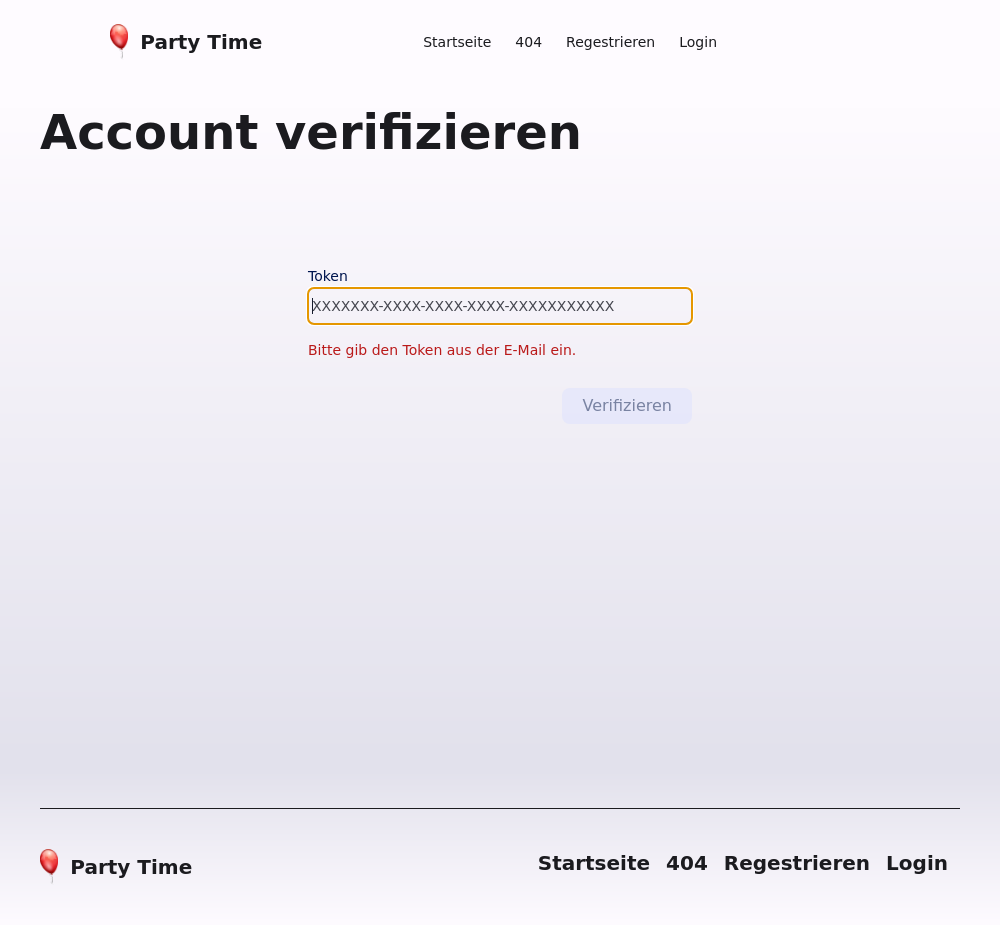 Party Time
Startseite 404 Regestrieren Login
Account verifizieren
Token
XXXXXXX-XXXX-XXXX-XXXX-XXXXXXXXXXX
Bitte gib den Token aus der E-Mail ein.
Verifizieren
Party Time
Startseite 404 Regestrieren Login